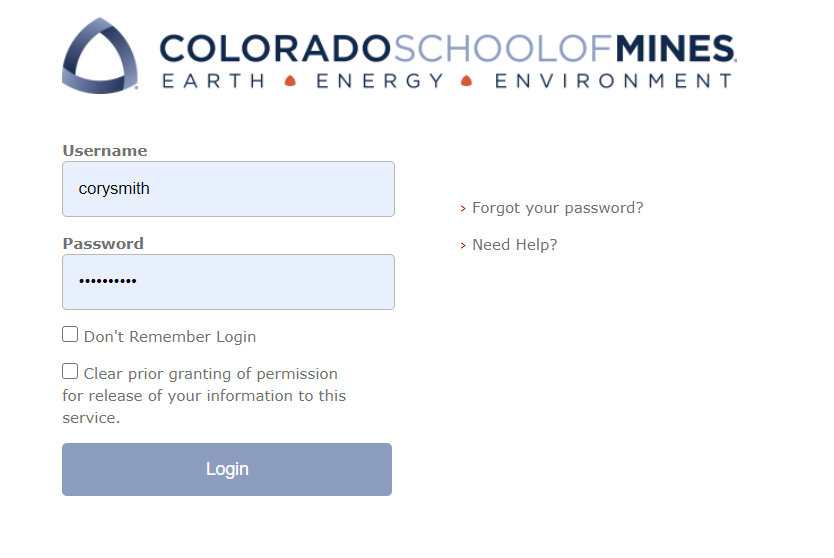 COLORADOSCHOOLOFMINES
EARTH ENERGY ENVIRONMENT
Username
corysmith
Password
••••••••••
Don't Remember Login
Clear prior granting of permission
for release of your information to this
service.
Login
> Forgot your password?
> Need Help?